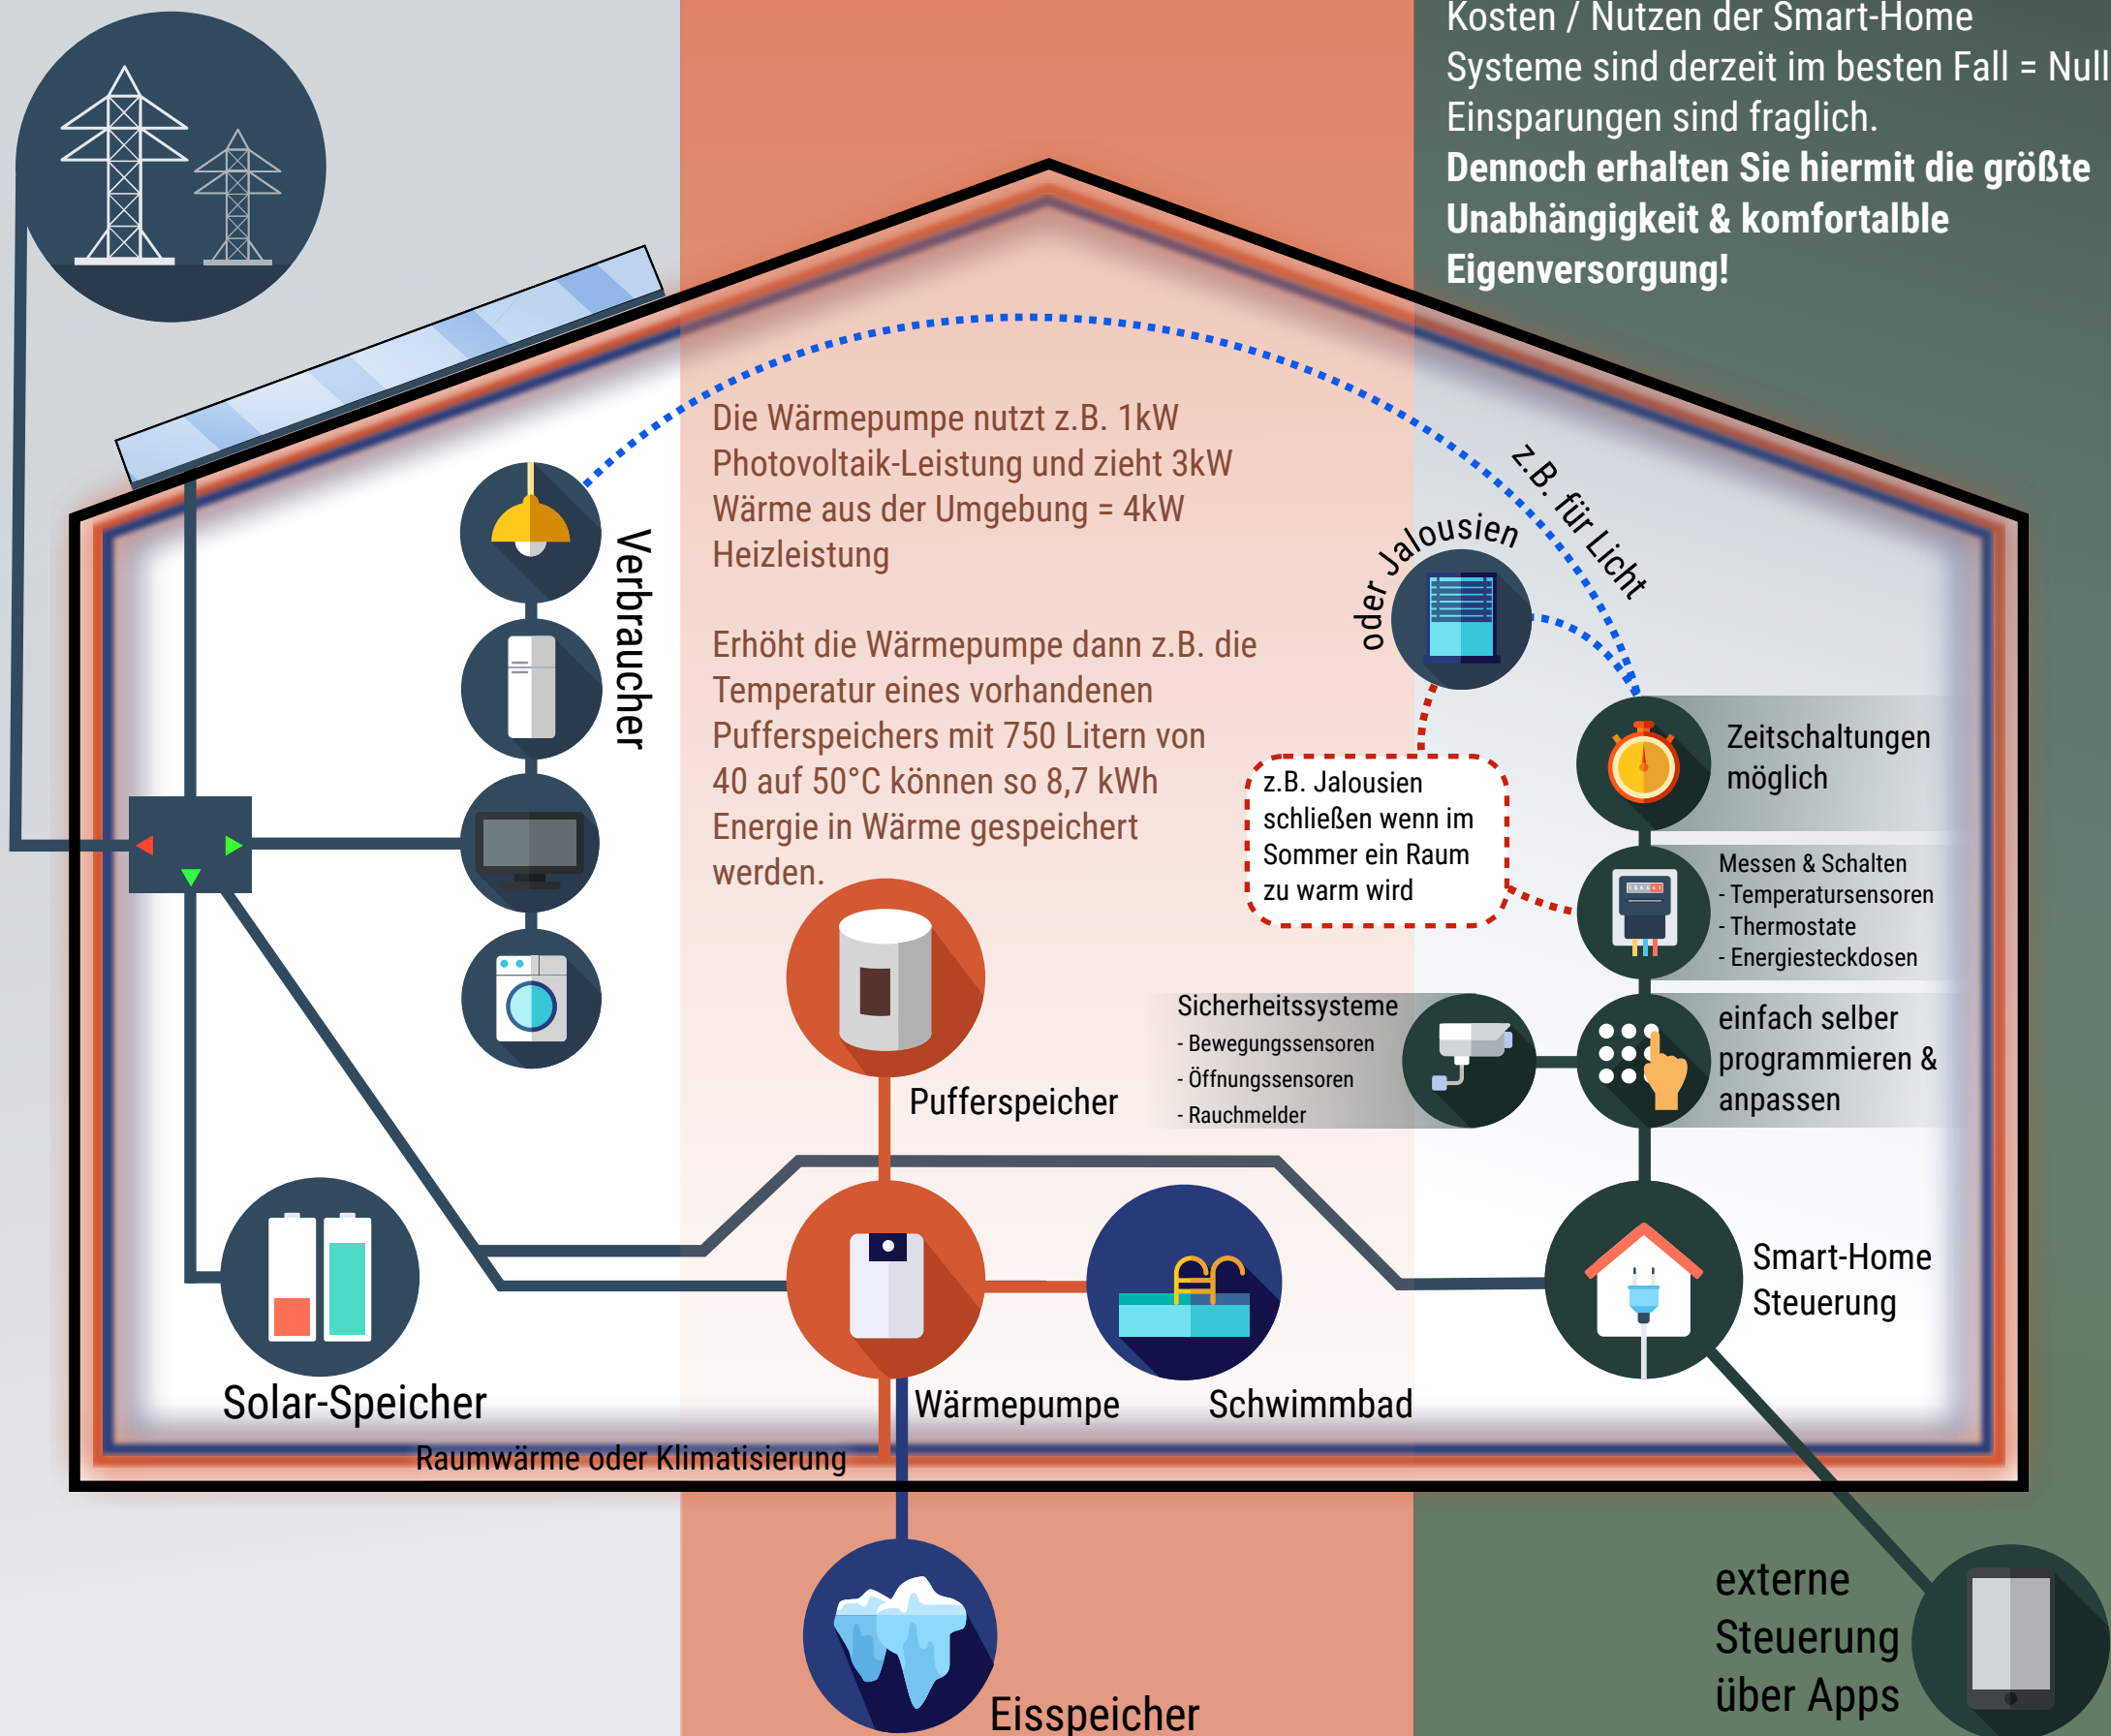 Kosten / Nutzen der Smart-Home
Systeme sind derzeit im besten Fall = Null
Einsparungen sind fraglich.
Dennoch erhalten Sie hiermit die größte
Unabhängigkeit & komfortalble
Eigenversorgung!
Die Wärmepumpe nutzt z.B. 1kW
Photovoltaik-Leistung und zieht 3kW
Wärme aus der Umgebung = 4kW
Heizleistung
Erhöht die Wärmepumpe dann z.B. die
Temperatur eines vorhandenen
Pufferspeichers mit 750 Litern von
40 auf 50°C können so 8,7 kWh
Energie in Wärme gespeichert
werden.
Verbraucher
z.B. für Licht
oder Jalousien
z.B. Jalousien
schließen wenn im
Sommer ein Raum
zu warm wird
Zeitschaltungen
möglich
Messen & Schalten
- Temperatursensoren
- Thermostate
- Energiesteckdosen
Sicherheitssysteme
- Bewegungssensoren
- Öffnungssensoren
- Rauchmelder
einfach selber
programmieren &
anpassen
Pufferspeicher
Smart-Home
Steuerung
Solar-Speicher
Wärmepumpe
Schwimmbad
Raumwärme oder Klimatisierung
externe
Steuerung
über Apps
Eisspeicher